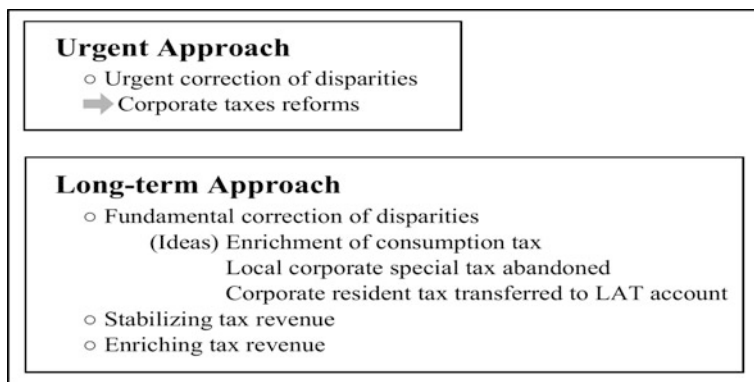 Urgent Approach
○ Urgent correction of disparities
Corporate taxes reforms
Long-term Approach
○ Fundamental correction of disparities
(Ideas) Enrichment of consumption tax
Local corporate special tax abandoned
Corporate resident tax transferred to LAT account
○ Stabilizing tax revenue
○ Enriching tax revenue